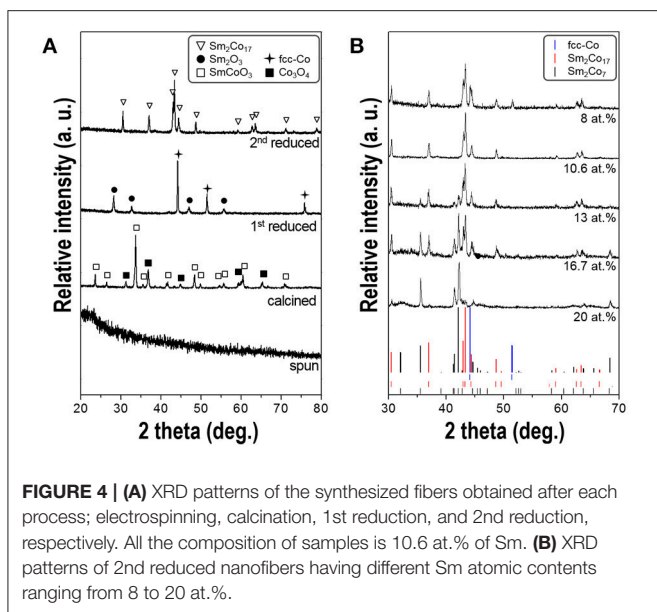 A
▽ Sm₂Co₁₇
● Sm₂O₃ ✦ fcc-Co
□ SmCoO₃ ■ Co₃O₄
2nd reduced
1st reduced
calcined
spun
Relative intensity (a. u.)
20 30 40 50 60 70 80
2 theta (deg.)
B
fcc-Co
Sm₂Co₁₇
Sm₂Co₇
8 at.%
10.6 at.%
13 at.%
16.7 at.%
20 at.%
Relative intensity (a. u.)
30 40 50 60 70
2 theta (deg.)
FIGURE 4 | (A) XRD patterns of the synthesized fibers obtained after each
process; electrospinning, calcination, 1st reduction, and 2nd reduction,
respectively. All the composition of samples is 10.6 at.% of Sm. (B) XRD
patterns of 2nd reduced nanofibers having different Sm atomic contents
ranging from 8 to 20 at.%.